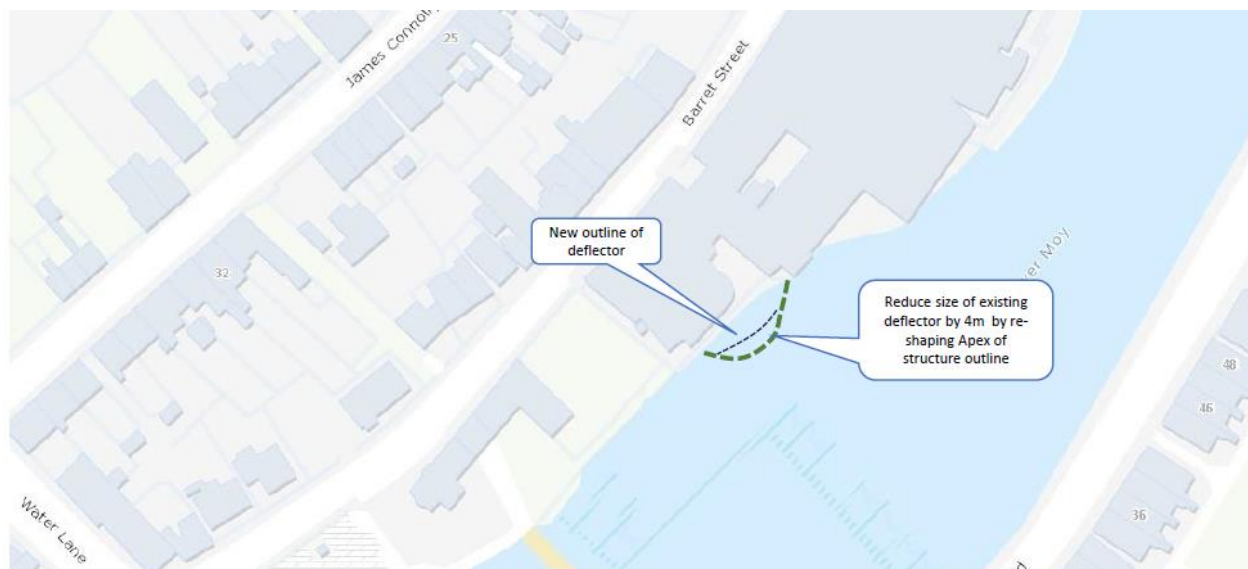 James Connolly
25
Barret Street
New outline of
deflector
32
ver Moy
Reduce size of existing
deflector by 4m by re-
shaping Apex of
structure outline
48
46
36
Water Lane
d